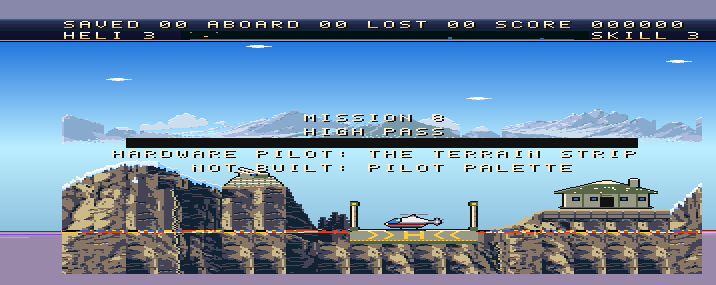 SAVED 00 ABOARD 00 LOST 00 SCORE 000000
HELI 3 SKILL 3
MISSION 8
HIGH PASS
HARDWARE PILOT: THE TERRAIN STRIP
NOT BUILT: PILOT PALETTE
H